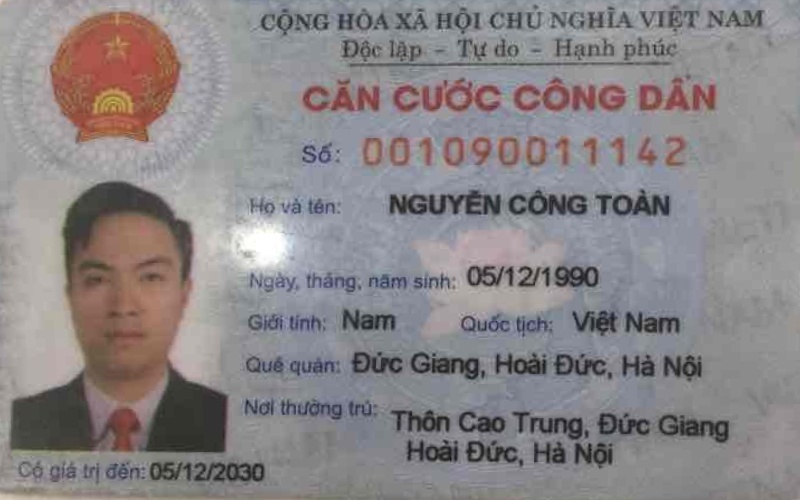 CỘNG HÒA XÃ HỘI CHỦ NGHĨA VIỆT NAM
Độc lập - Tự do - Hạnh phúc
CĂN CƯỚC CÔNG DÂN
Số: 001090011142
Họ và tên: NGUYỄN CÔNG TOÀN
Ngày, tháng, năm sinh: 05/12/1990
Giới tính: Nam Quốc tịch: Việt Nam
Quê quán: Đức Giang, Hoài Đức, Hà Nội
Nơi thường trú: Thôn Cao Trung, Đức Giang
Hoài Đức, Hà Nội
Có giá trị đến: 05/12/2030